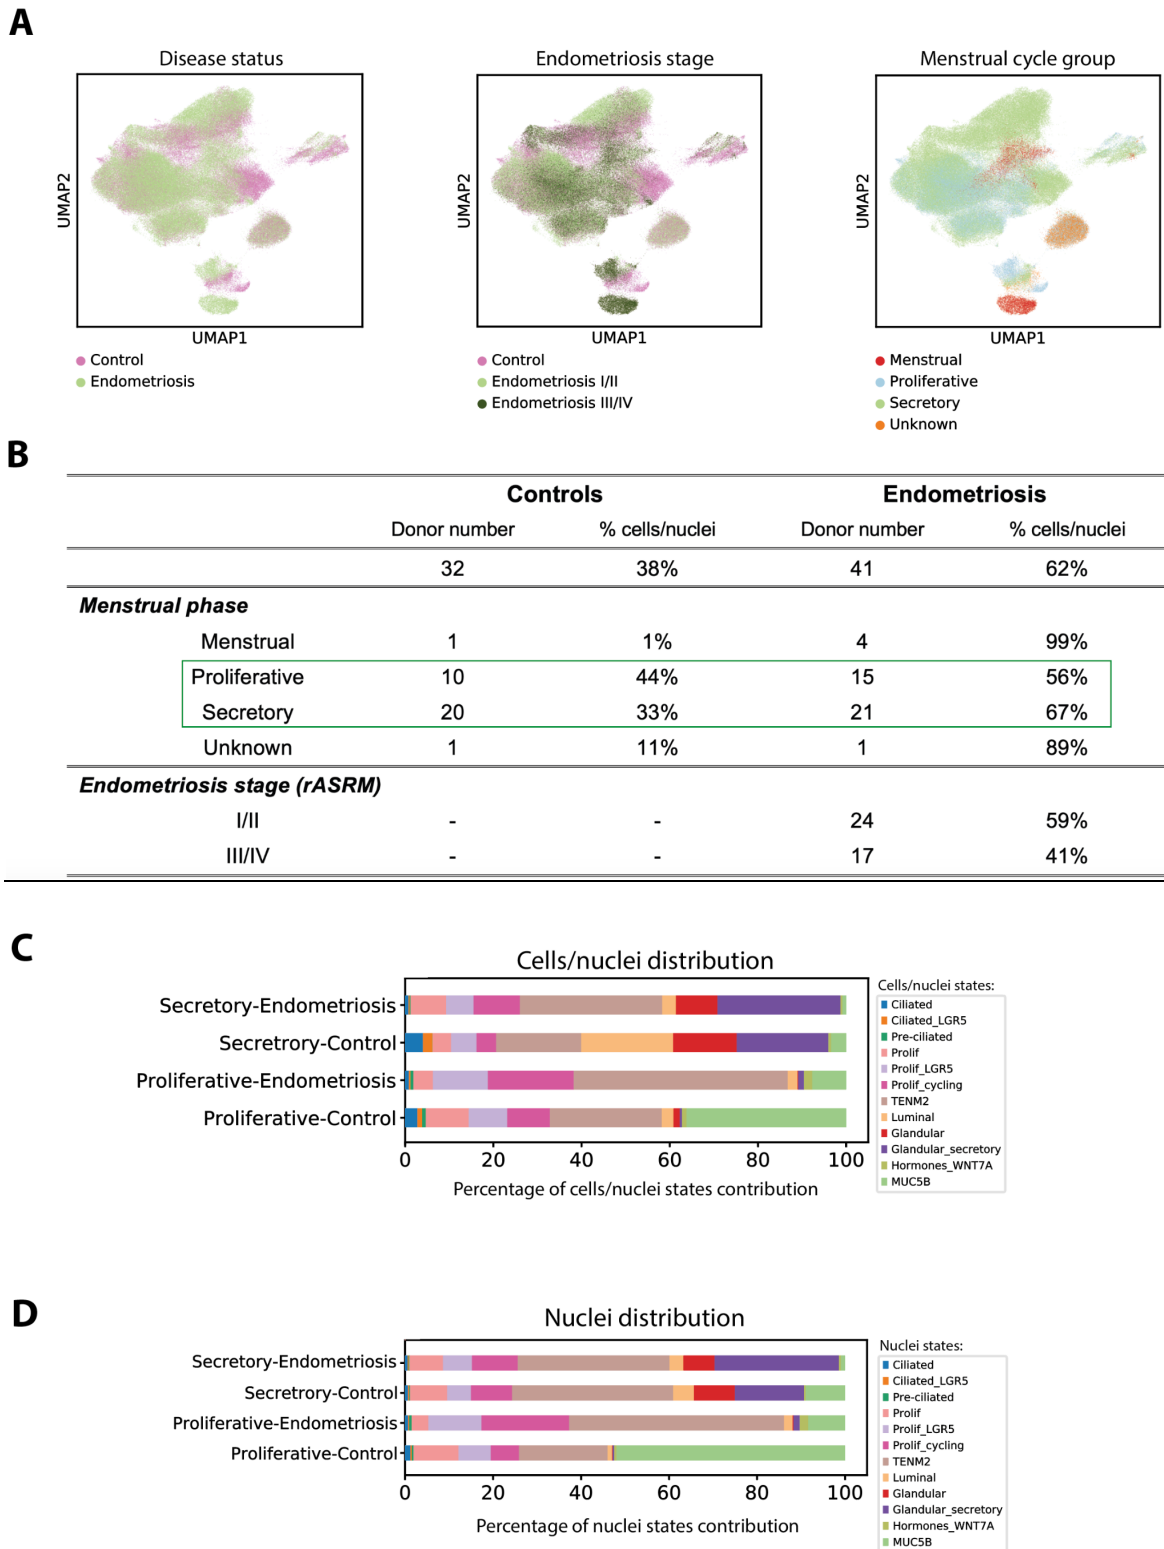 A
Disease status
Endometriosis stage
Menstrual cycle group
UMAP2
UMAP2
UMAP2
UMAP1
UMAP1
UMAP1
Control
Endometriosis
Control
Endometriosis I/II
Endometriosis III/IV
Menstrual
Proliferative
Secretory
Unknown
B
Controls Endometriosis
Donor number % cells/nuclei Donor number % cells/nuclei
32 38% 41 62%
Menstrual phase
Menstrual 1 1% 4 99%
Proliferative 10 44% 15 56%
Secretory 20 33% 21 67%
Unknown 1 11% 1 89%
Endometriosis stage (rASRM)
I/II - - 24 59%
III/IV - - 17 41%
C
Cells/nuclei distribution
Secretory-Endometriosis
Secretrory-Control
Proliferative-Endometriosis
Proliferative-Control
0 20 40 60 80 100
Percentage of cells/nuclei states contribution
Cells/nuclei states:
Ciliated
Ciliated_LGR5
Pre-ciliated
Prolif
Prolif_LGR5
Prolif_cycling
TENM2
Luminal
Glandular
Glandular_secretory
Hormones_WNT7A
MUC5B
D
Nuclei distribution
Secretory-Endometriosis
Secretrory-Control
Proliferative-Endometriosis
Proliferative-Control
0 20 40 60 80 100
Percentage of nuclei states contribution
Nuclei states:
Ciliated
Ciliated_LGR5
Pre-ciliated
Prolif
Prolif_LGR5
Prolif_cycling
TENM2
Luminal
Glandular
Glandular_secretory
Hormones_WNT7A
MUC5B